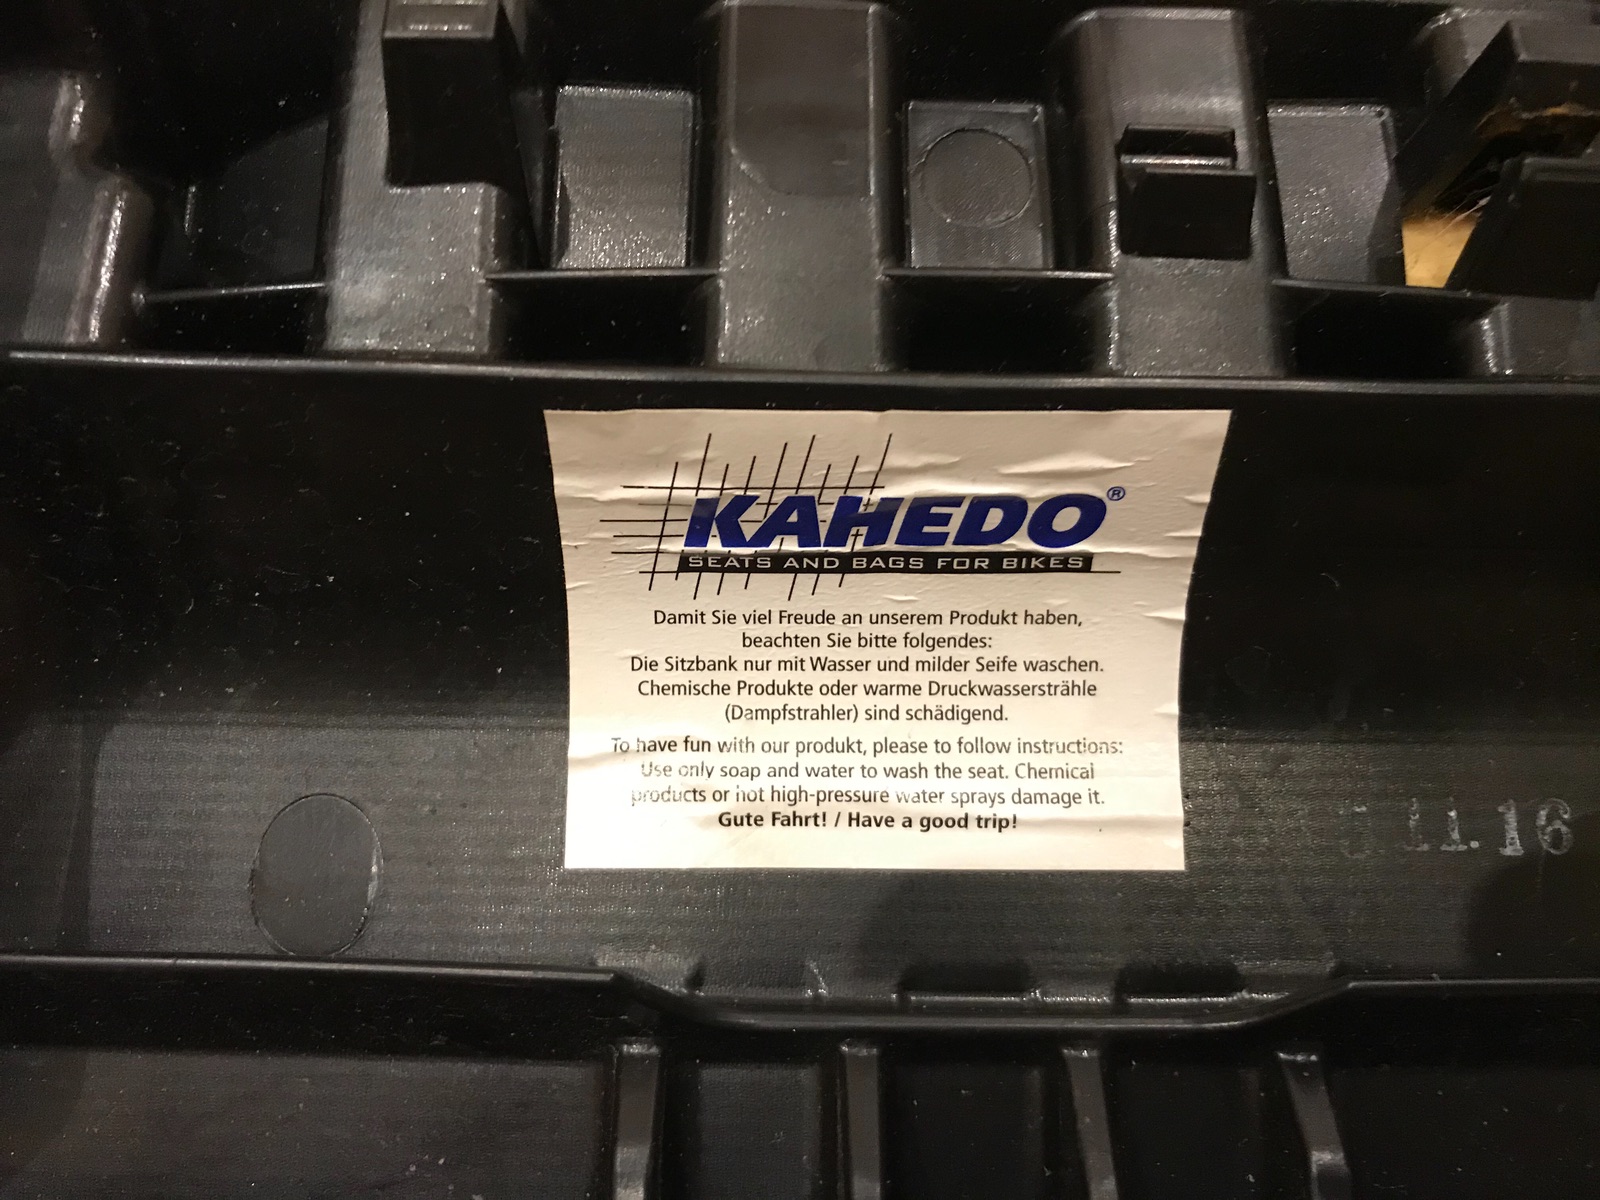 KAHEDO®
SEATS AND BAGS FOR BIKES
Damit Sie viel Freude an unserem Produkt haben,
beachten Sie bitte folgendes:
Die Sitzbank nur mit Wasser und milder Seife waschen.
Chemische Produkte oder warme Druckwassersträhle
(Dampfstrahler) sind schädigend.
To have fun with our produkt, please to follow instructions:
Use only soap and water to wash the seat. Chemical
products or hot high-pressure water sprays damage it.
Gute Fahrt! / Have a good trip!
11.16